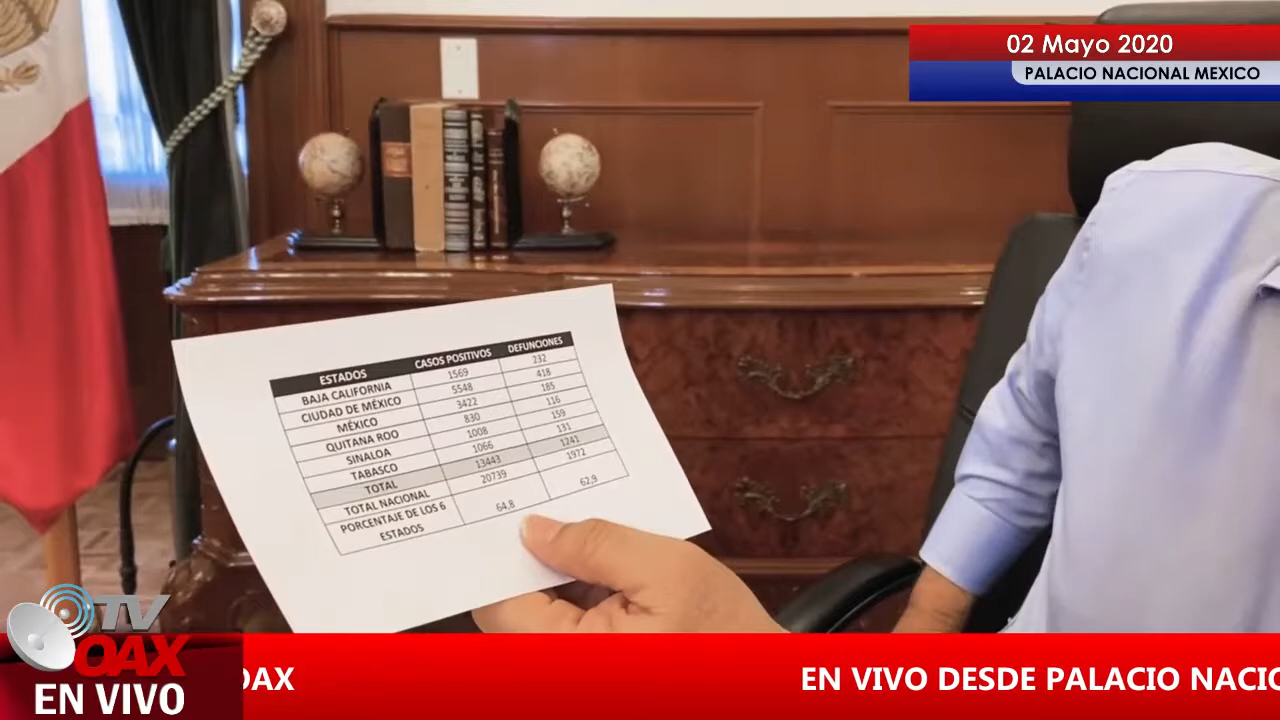 02 Mayo 2020
PALACIO NACIONAL MEXICO
ESTADOS CASOS POSITIVOS DEFUNCIONES
BAJA CALIFORNIA 1569 232
CIUDAD DE MÉXICO 5548 418
MÉXICO 3422 185
QUITANA ROO 830 116
SINALOA 1008 159
TABASCO 1066 131
TOTAL 13443 1241
TOTAL NACIONAL 20739 1972
PORCENTAJE DE LOS 6
ESTADOS 64.8 62,9
TV
OAX
EN VIVO
OAX EN VIVO DESDE PALACIO NACIO